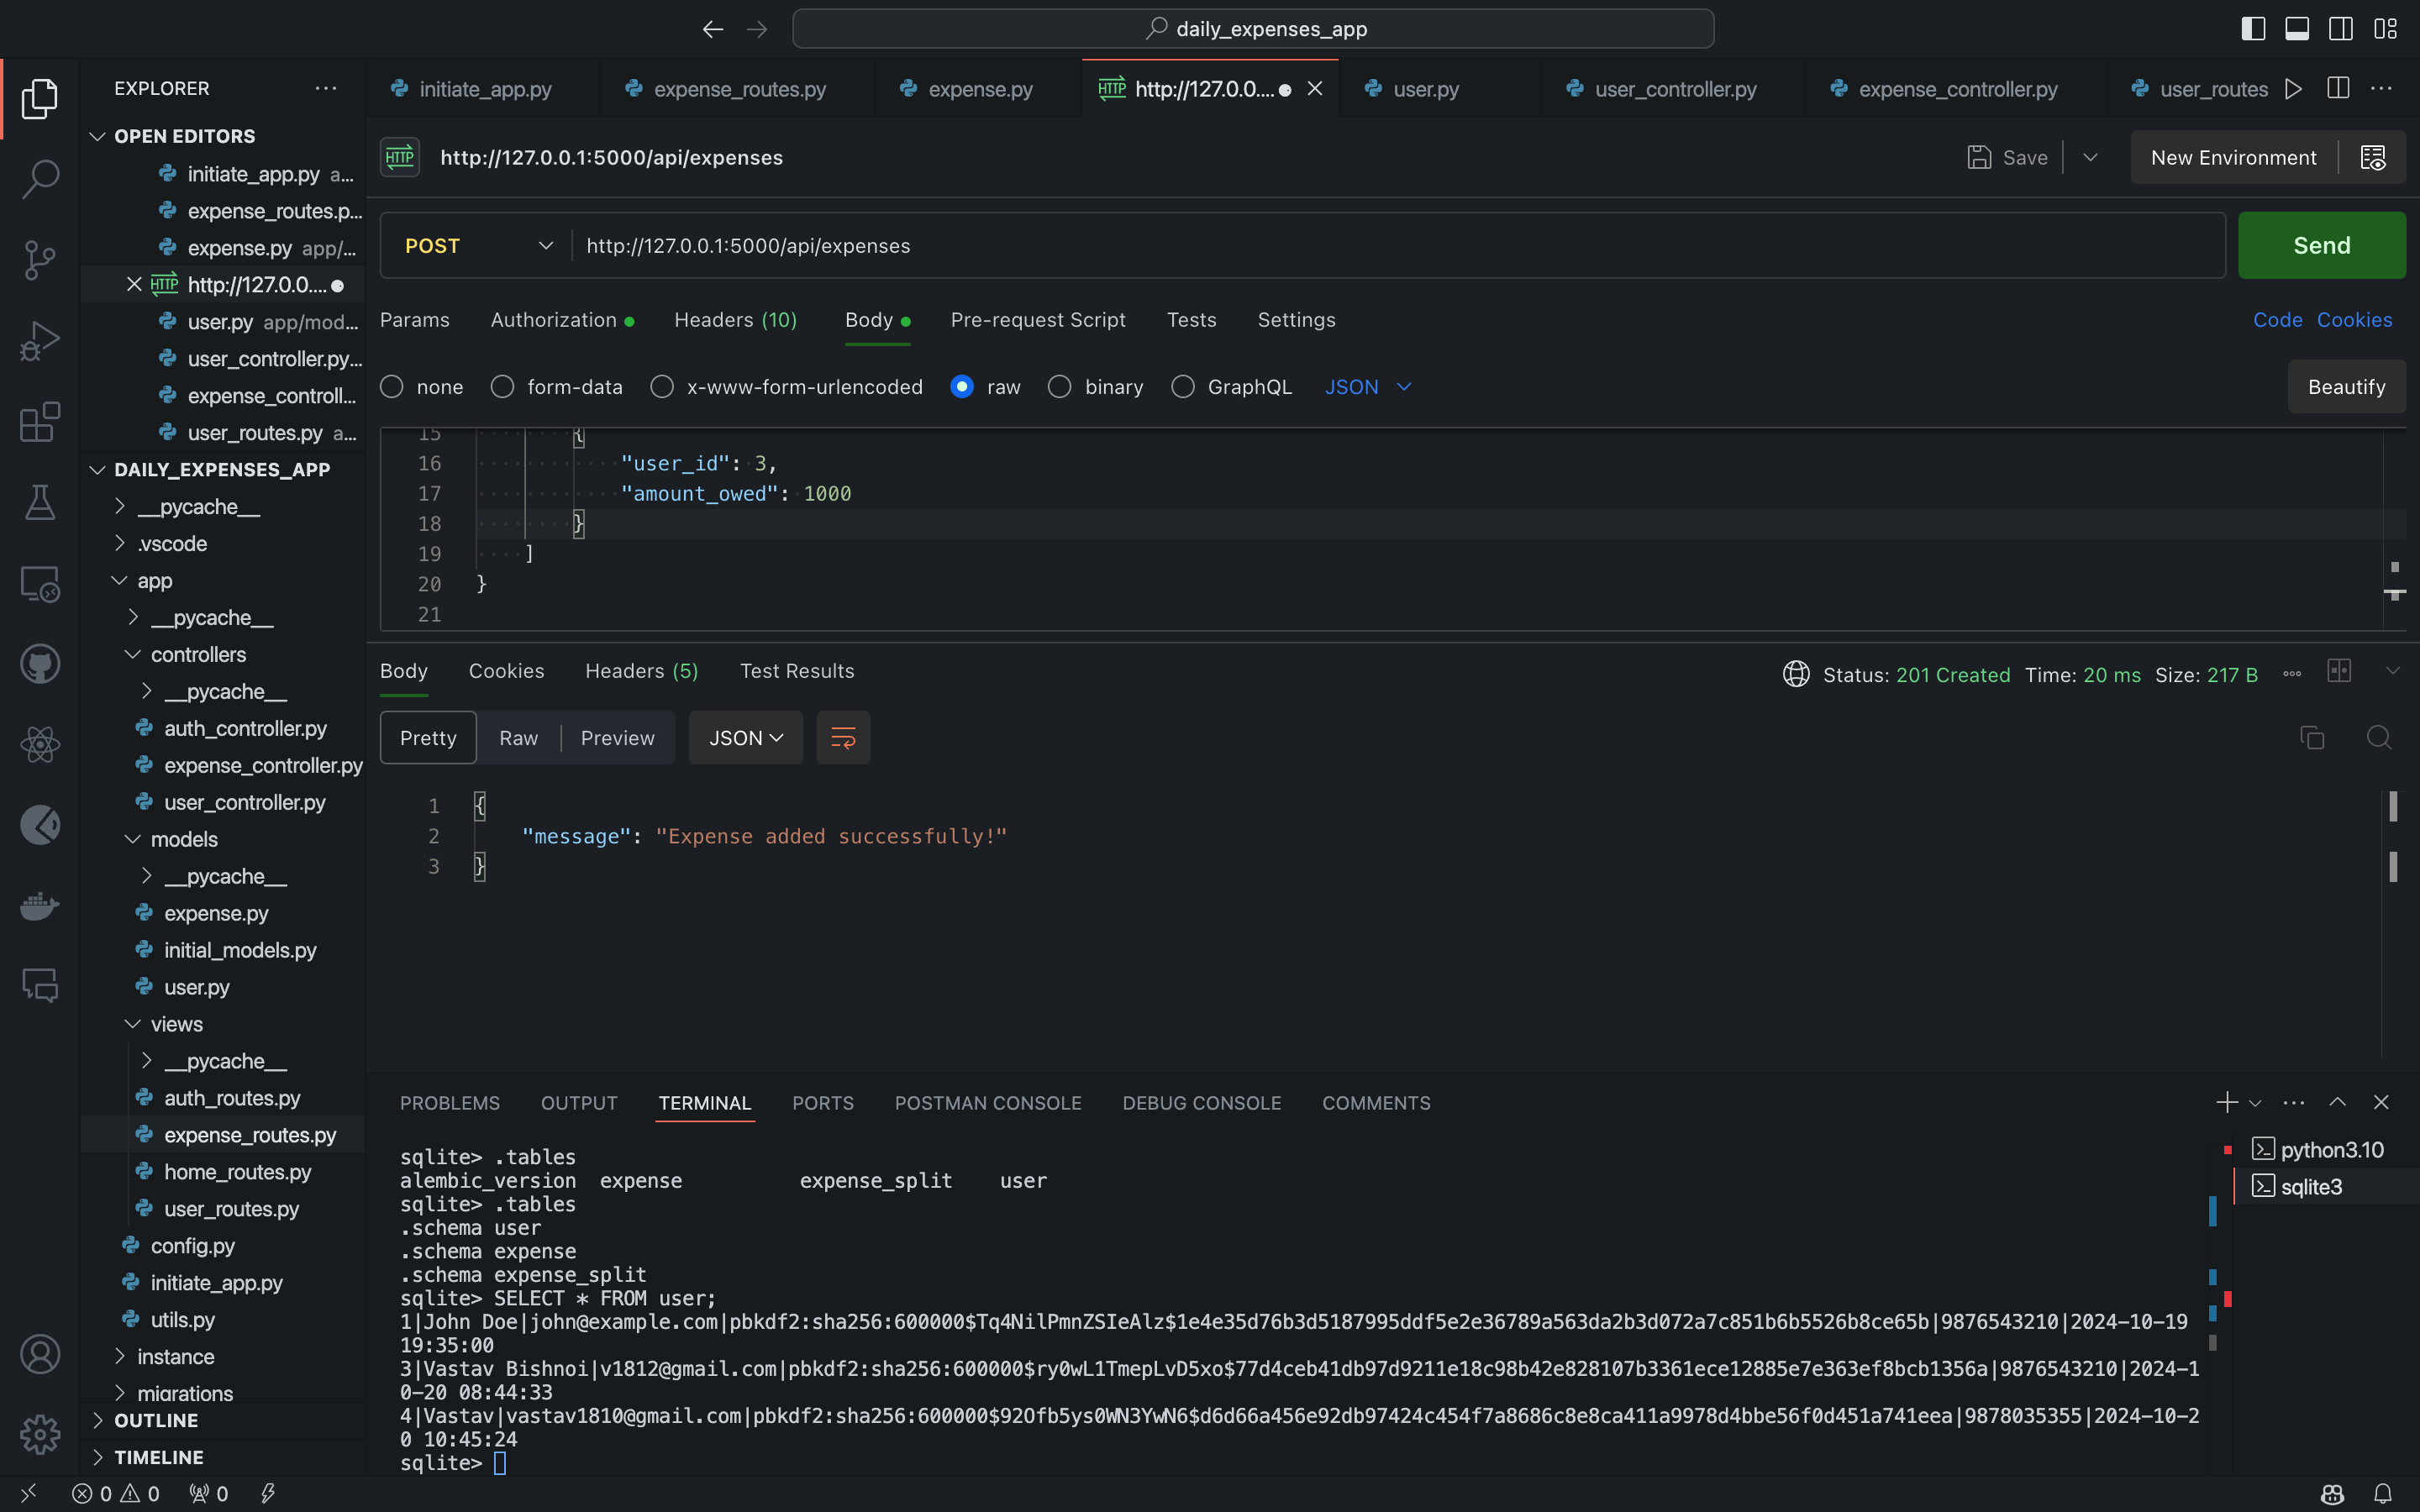 daily_expenses_app
EXPLORER
OPEN EDITORS
initiate_app.py a...
expense_routes.p...
expense.py app/...
HTTP http://127.0.0....
user.py app/mod...
user_controller.py...
expense_controll...
user_routes.py a...
DAILY_EXPENSES_APP
__pycache__
.vscode
app
__pycache__
controllers
__pycache__
auth_controller.py
expense_controller.py
user_controller.py
models
__pycache__
expense.py
initial_models.py
user.py
views
__pycache__
auth_routes.py
expense_routes.py
home_routes.py
user_routes.py
config.py
initiate_app.py
utils.py
instance
migrations
OUTLINE
TIMELINE
initiate_app.py expense_routes.py expense.py HTTP http://127.0.0.... user.py user_controller.py expense_controller.py user_routes
HTTP http://127.0.0.1:5000/api/expenses Save New Environment
POST http://127.0.0.1:5000/api/expenses Send
Params Authorization Headers (10) Body Pre-request Script Tests Settings Code Cookies
none form-data x-www-form-urlencoded raw binary GraphQL JSON Beautify
15 {
16 "user_id": 3,
17 "amount_owed": 1000
18 }
19 ]
20 }
21
Body Cookies Headers (5) Test Results Status: 201 Created Time: 20 ms Size: 217 B
Pretty Raw Preview JSON
1 {
2 "message": "Expense added successfully!"
3 }
PROBLEMS OUTPUT TERMINAL PORTS POSTMAN CONSOLE DEBUG CONSOLE COMMENTS
python3.10
sqlite3
sqlite> .tables
alembic_version expense expense_split user
sqlite> .tables
.schema user
.schema expense
.schema expense_split
sqlite> SELECT * FROM user;
1|John Doe|john@example.com|pbkdf2:sha256:600000$Tq4NilPmnZSIeAlz$1e4e35d76b3d5187995ddf5e2e36789a563da2b3d072a7c851b6b5526b8ce65b|9876543210|2024-10-19
19:35:00
3|Vastav Bishnoi|v1812@gmail.com|pbkdf2:sha256:600000$ry0wL1TmepLvD5xo$77d4ceb41db97d9211e18c98b42e828107b3361ece12885e7e363ef8bcb1356a|9876543210|2024-1
0-20 08:44:33
4|Vastav|vastav1810@gmail.com|pbkdf2:sha256:600000$92Ofb5ys0WN3YwN6$d6d66a456e92db97424c454f7a8686c8e8ca411a9978d4bbe56f0d451a741eea|9878035355|2024-10-2
0 10:45:24
sqlite>
0 0 0